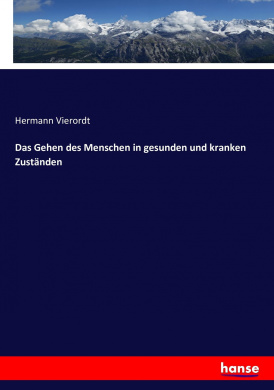 Hermann Vierordt
Das Gehen des Menschen in gesunden und kranken
Zuständen
hanse